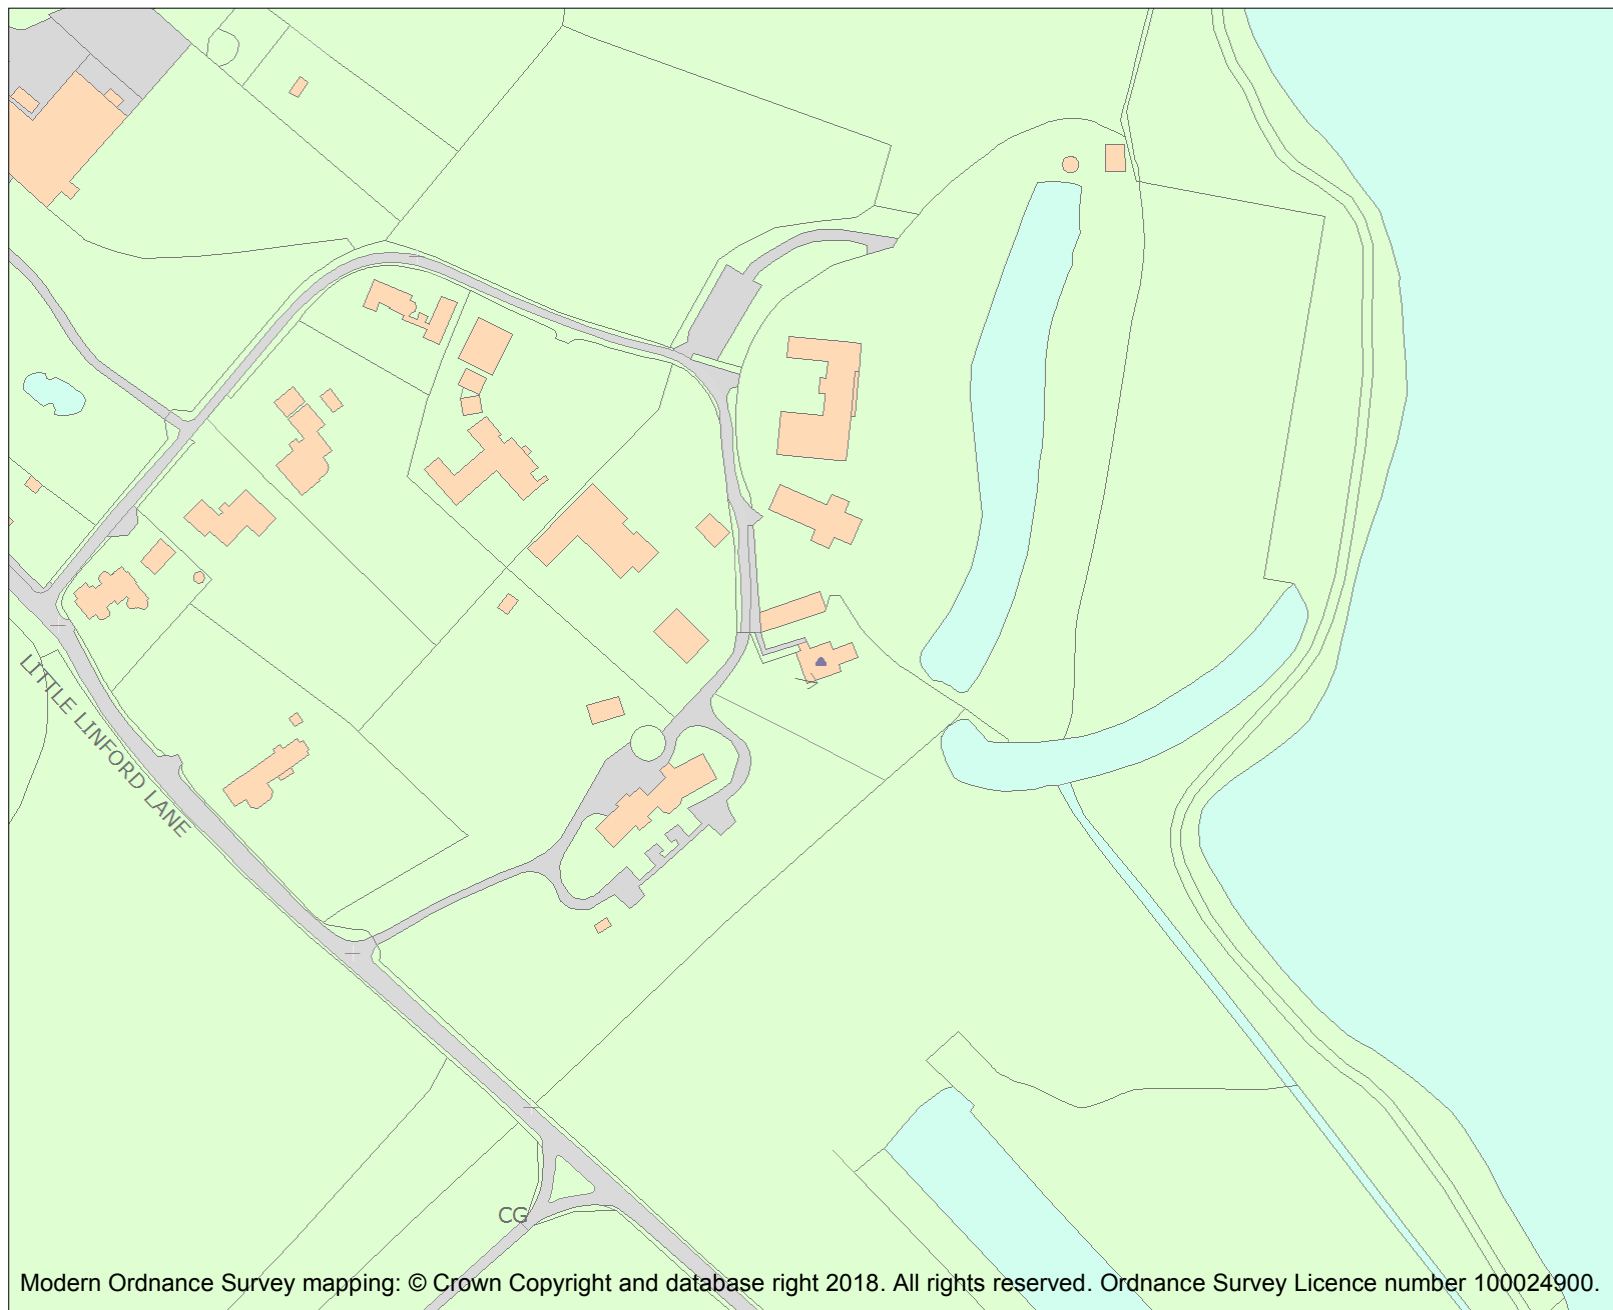 LITTLE LINFORD LANE
CG
Modern Ordnance Survey mapping: © Crown Copyright and database right 2018. All rights reserved. Ordnance Survey Licence number 100024900.